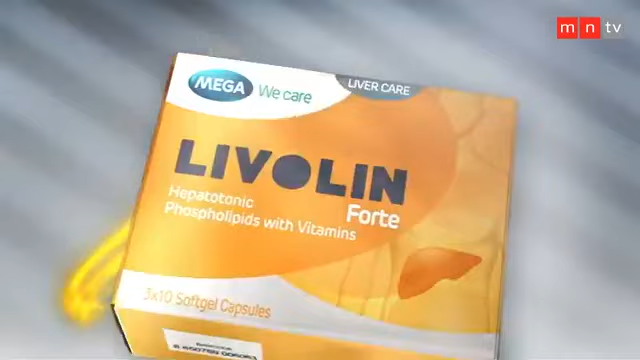 mn tv
MEGA We care
LIVER CARE
LIVOLIN
Forte
Hepatotonic
Phospholipids with Vitamins
3x10 Softgel Capsules